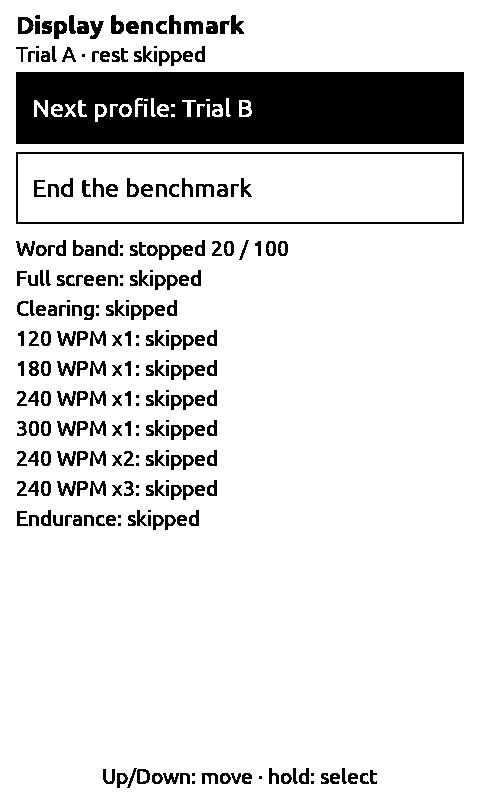 Display benchmark
Trial A · rest skipped
Next profile: Trial B
End the benchmark
Word band: stopped 20 / 100
Full screen: skipped
Clearing: skipped
120 WPM x1: skipped
180 WPM x1: skipped
240 WPM x1: skipped
300 WPM x1: skipped
240 WPM x2: skipped
240 WPM x3: skipped
Endurance: skipped
Up/Down: move · hold: select